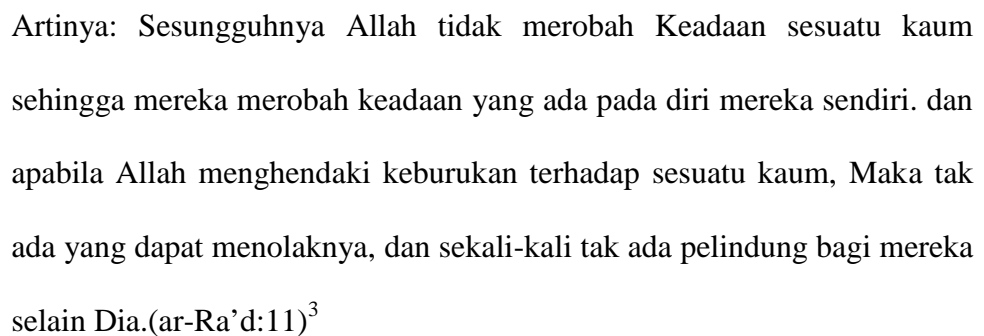 Artinya: Sesungguhnya Allah tidak merobah Keadaan sesuatu kaum
sehingga mereka merobah keadaan yang ada pada diri mereka sendiri. dan
apabila Allah menghendaki keburukan terhadap sesuatu kaum, Maka tak
ada yang dapat menolaknya, dan sekali-kali tak ada pelindung bagi mereka
selain Dia.(ar-Ra’d:11)³